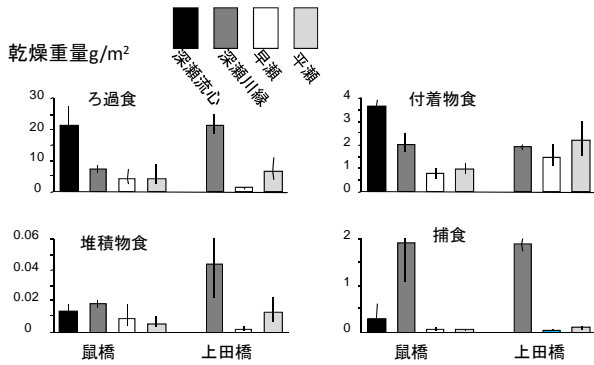 乾燥重量g/m²
深瀬流心
深瀬川縁
早瀬
平瀬
ろ過食
30
20
10
0
付着物食
4
3
2
1
2
0
堆積物食
0.06
0.04
0.02
0
捕食
2
1
0
鼠橋
上田橋
鼠橋
上田橋